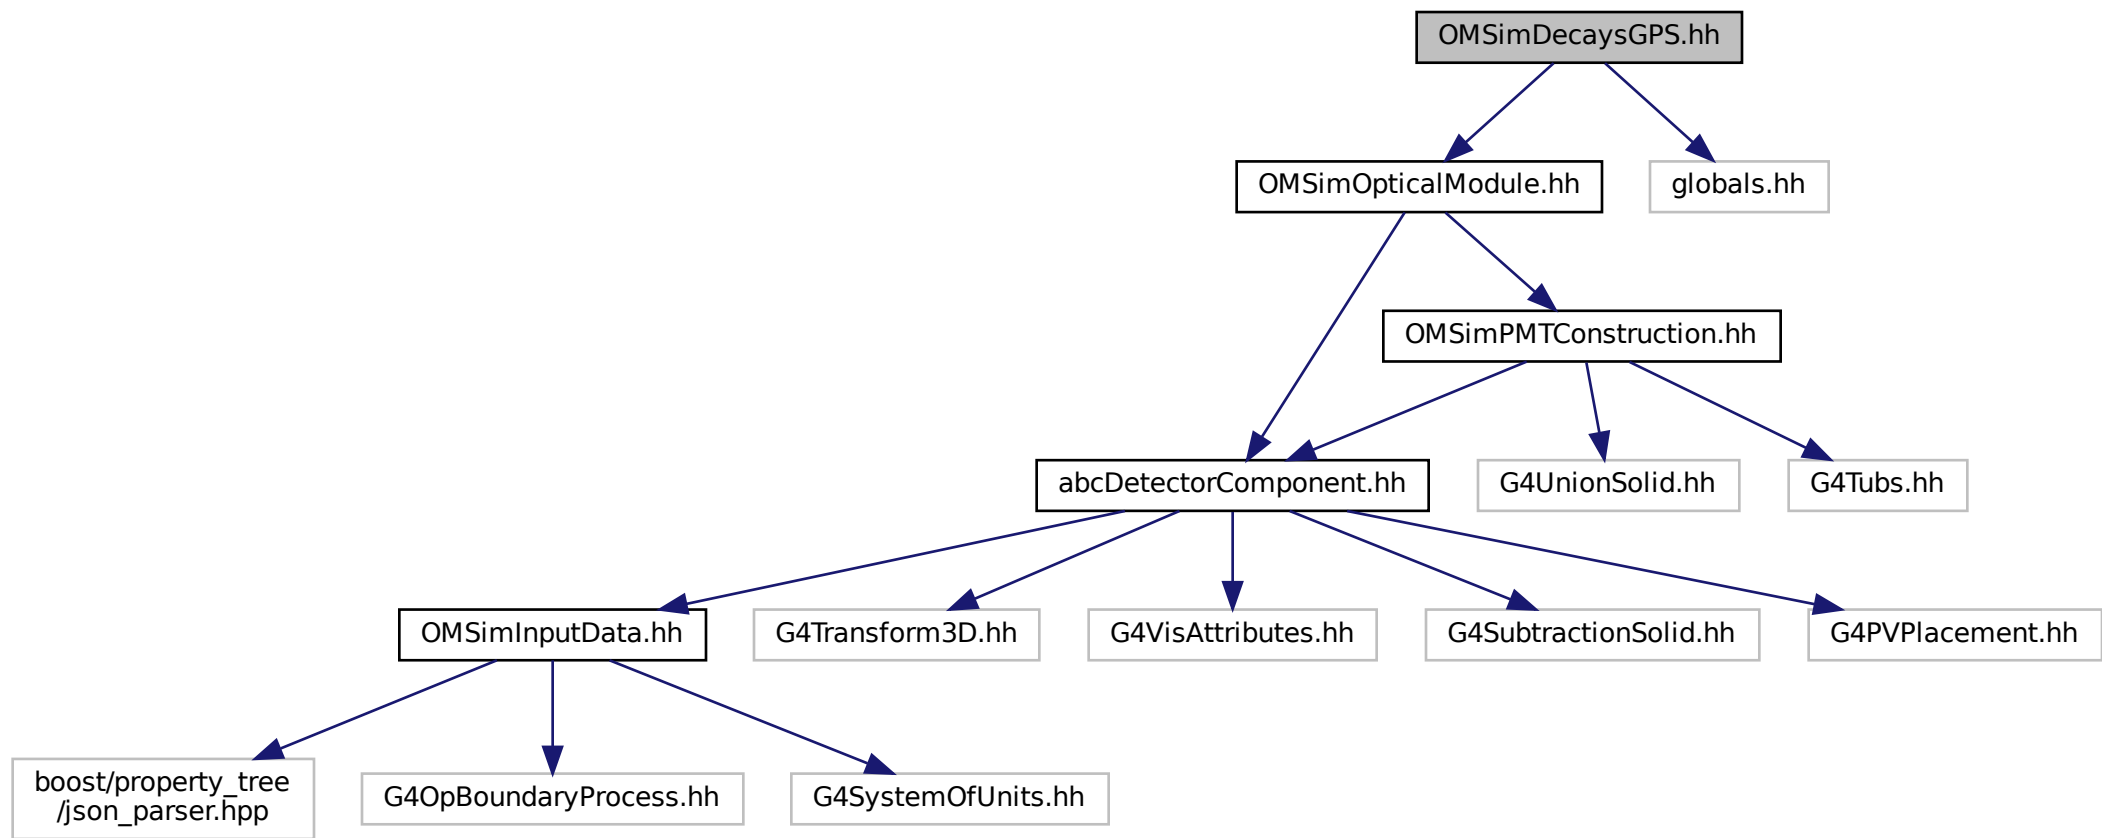 OMSimDecaysGPS.hh
OMSimOpticalModule.hh
globals.hh
OMSimPMTConstruction.hh
abcDetectorComponent.hh
G4UnionSolid.hh
G4Tubs.hh
OMSimInputData.hh
G4Transform3D.hh
G4VisAttributes.hh
G4SubtractionSolid.hh
G4PVPlacement.hh
boost/property_tree
/json_parser.hpp
G4OpBoundaryProcess.hh
G4SystemOfUnits.hh